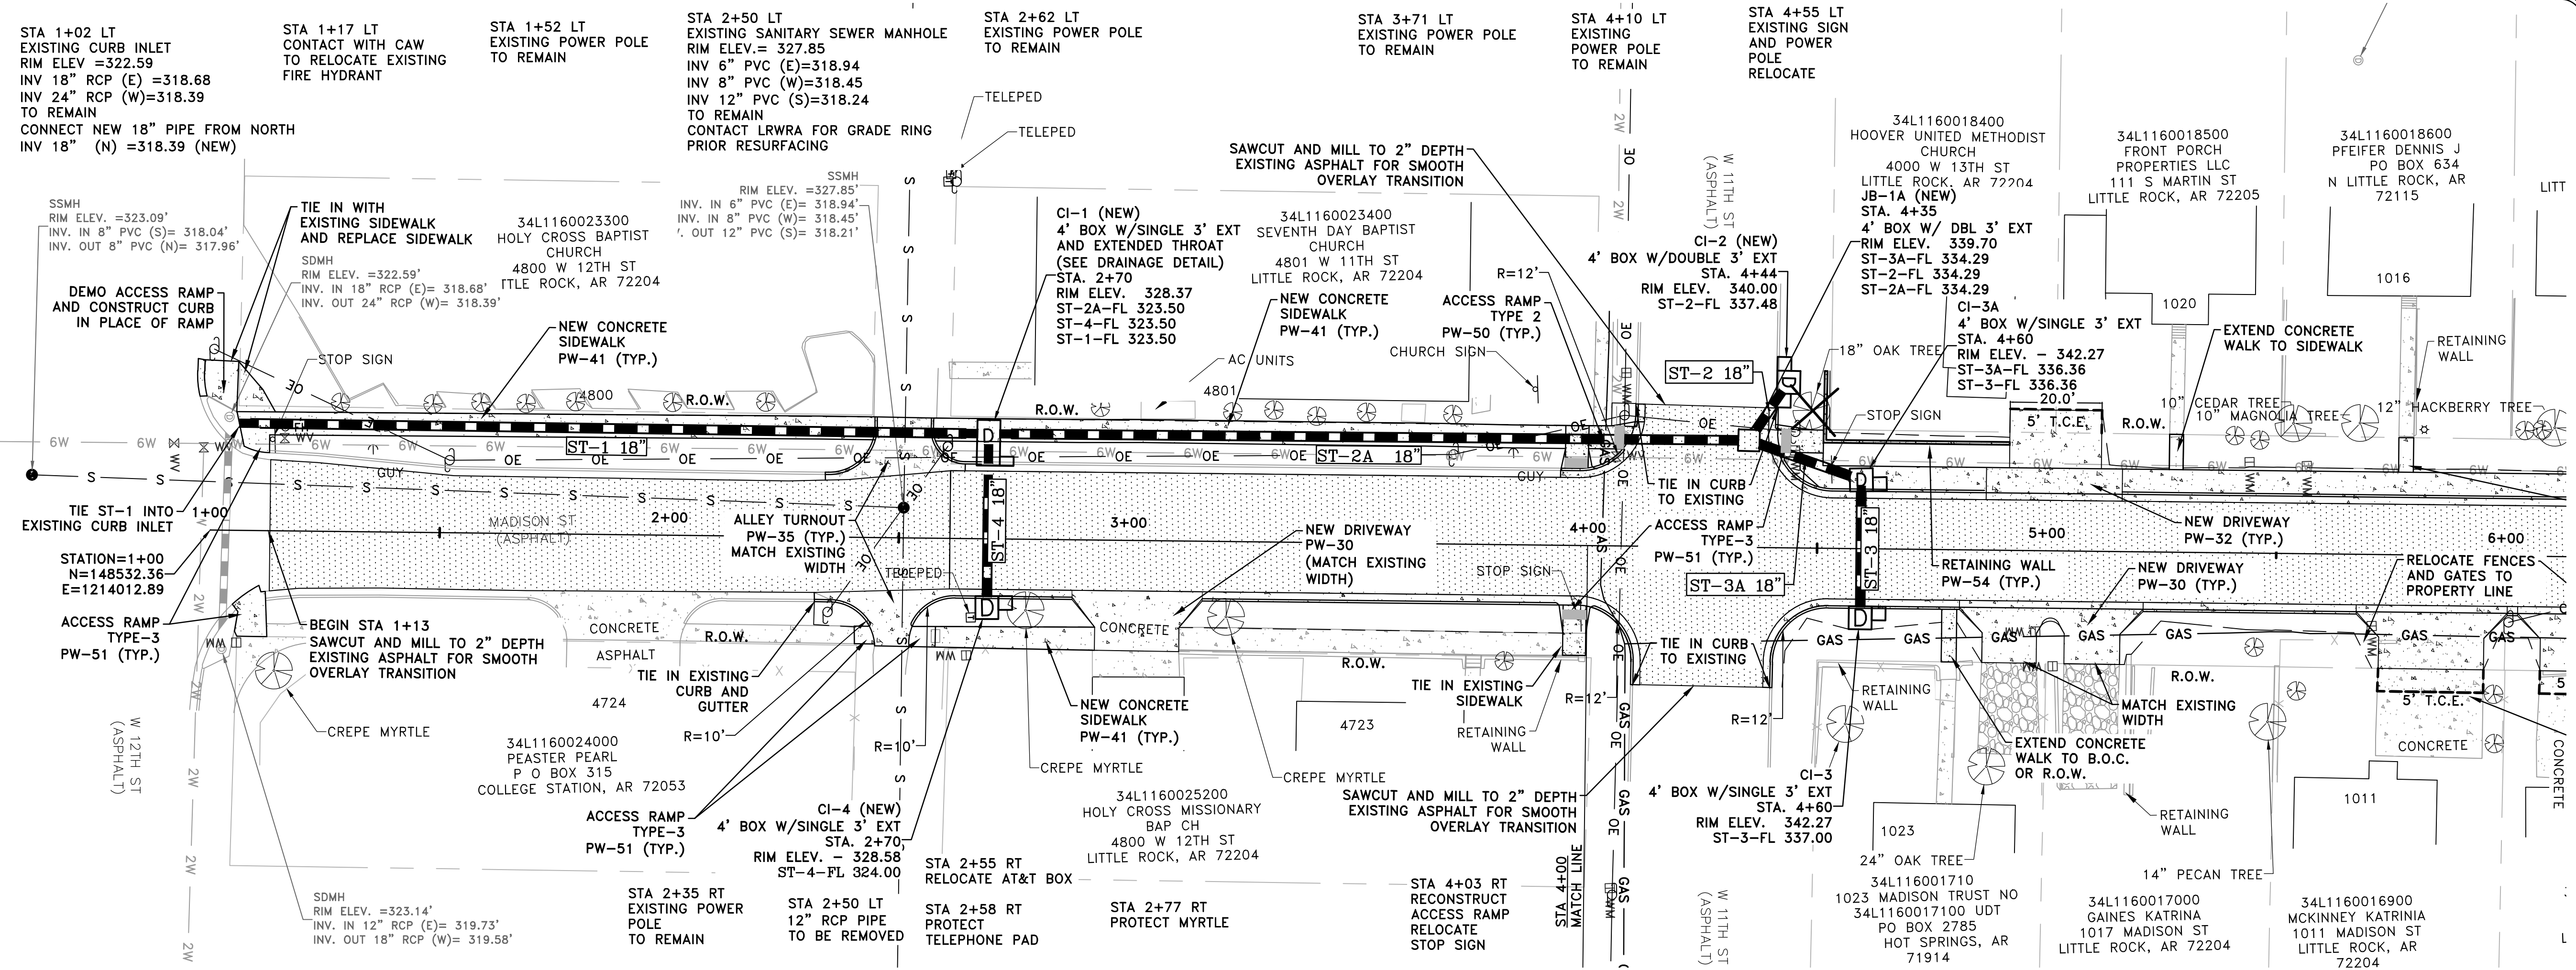 STA 1+02 LT
EXISTING CURB INLET
RIM ELEV =322.59
INV 18" RCP (E) =318.68
INV 24" RCP (W)=318.39
TO REMAIN
CONNECT NEW 18" PIPE FROM NORTH
INV 18" (N) =318.39 (NEW)
STA 1+17 LT
CONTACT WITH CAW
TO RELOCATE EXISTING
FIRE HYDRANT
STA 1+52 LT
EXISTING POWER POLE
TO REMAIN
STA 2+50 LT
EXISTING SANITARY SEWER MANHOLE
RIM ELEV.= 327.85
INV 6" PVC (E)=318.94
INV 8" PVC (W)=318.45
INV 12" PVC (S)=318.24
TO REMAIN
CONTACT LRWRA FOR GRADE RING
PRIOR RESURFACING
STA 2+62 LT
EXISTING POWER POLE
TO REMAIN
STA 3+71 LT
EXISTING POWER POLE
TO REMAIN
STA 4+10 LT
EXISTING
POWER POLE
TO REMAIN
STA 4+55 LT
EXISTING SIGN
AND POWER
POLE
RELOCATE
TELEPED
TELEPED
SSMH
RIM ELEV. =323.09'
INV. IN 8" PVC (S)= 318.04'
INV. OUT 8" PVC (N)= 317.96'
TIE IN WITH
EXISTING SIDEWALK
AND REPLACE SIDEWALK
SDMH
RIM ELEV. =322.59'
INV. IN 18" RCP (E)= 318.68'
INV. OUT 24" RCP (W)= 318.39'
34L1160023300
HOLY CROSS BAPTIST
CHURCH
4800 W 12TH ST
TTLE ROCK, AR 72204
SSMH
RIM ELEV. =327.85'
INV. IN 6" PVC (E)= 318.94'
INV. IN 8" PVC (W)= 318.45'
. OUT 12" PVC (S)= 318.21'
CI-1 (NEW)
4' BOX W/SINGLE 3' EXT
AND EXTENDED THROAT
(SEE DRAINAGE DETAIL)
STA. 2+70
RIM ELEV. 328.37
ST-2A-FL 323.50
ST-4-FL 323.50
ST-1-FL 323.50
SAWCUT AND MILL TO 2" DEPTH
EXISTING ASPHALT FOR SMOOTH
OVERLAY TRANSITION
34L1160023400
SEVENTH DAY BAPTIST
CHURCH
4801 W 11TH ST
LITTLE ROCK, AR 72204
R=12'
NEW CONCRETE
SIDEWALK
PW-41 (TYP.)
ACCESS RAMP
TYPE 2
PW-50 (TYP.)
CHURCH SIGN
AC UNITS
4801
W 11TH ST
(ASPHALT)
CI-2 (NEW)
4' BOX W/DOUBLE 3' EXT
STA. 4+44
RIM ELEV. 340.00
ST-2-FL 337.48
34L1160018400
HOOVER UNITED METHODIST
CHURCH
4000 W 13TH ST
LITTLE ROCK, AR 72204
JB-1A (NEW)
STA. 4+35
4' BOX W/ DBL 3' EXT
RIM ELEV. 339.70
ST-3A-FL 334.29
ST-2-FL 334.29
ST-2A-FL 334.29
CI-3A
4' BOX W/SINGLE 3' EXT
STA. 4+60
RIM ELEV. - 342.27
ST-3A-FL 336.36
ST-3-FL 336.36
20.0'
34L1160018500
FRONT PORCH
PROPERTIES LLC
111 S MARTIN ST
LITTLE ROCK, AR 72205
34L1160018600
PFEIFER DENNIS J
PO BOX 634
N LITTLE ROCK, AR
72115
LITT
1020
1016
EXTEND CONCRETE
WALK TO SIDEWALK
RETAINING
WALL
DEMO ACCESS RAMP
AND CONSTRUCT CURB
IN PLACE OF RAMP
STOP SIGN
NEW CONCRETE
SIDEWALK
PW-41 (TYP.)
4800
R.O.W.
R.O.W.
ST-2 18"
18" OAK TREE
STOP SIGN
10" CEDAR TREE
10" MAGNOLIA TREE
12" HACKBERRY TREE
5' T.C.E.
R.O.W.
ST-1 18"
ST-2A 18"
GUY
GUY
TIE ST-1 INTO
EXISTING CURB INLET
1+00
2+00
3+00
4+00
5+00
6+00
MADISON ST
(ASPHALT)
STATION=1+00
N=148532.36
E=1214012.89
ACCESS RAMP
TYPE-3
PW-51 (TYP.)
ALLEY TURNOUT
PW-35 (TYP.)
MATCH EXISTING
WIDTH
TELEPED
ST-4 18"
NEW DRIVEWAY
PW-30
(MATCH EXISTING
WIDTH)
STOP SIGN
TIE IN CURB
TO EXISTING
ACCESS RAMP
TYPE-3
PW-51 (TYP.)
ST-3A 18"
ST-3 18"
RETAINING WALL
PW-54 (TYP.)
NEW DRIVEWAY
PW-32 (TYP.)
NEW DRIVEWAY
PW-30 (TYP.)
RELOCATE FENCES
AND GATES TO
PROPERTY LINE
BEGIN STA 1+13
SAWCUT AND MILL TO 2" DEPTH
EXISTING ASPHALT FOR SMOOTH
OVERLAY TRANSITION
CONCRETE
ASPHALT
R.O.W.
TIE IN EXISTING
CURB AND
GUTTER
4724
R=10'
R=10'
CONCRETE
NEW CONCRETE
SIDEWALK
PW-41 (TYP.)
R.O.W.
TIE IN EXISTING
SIDEWALK
TIE IN CURB
TO EXISTING
R=12'
R=12'
4723
RETAINING
WALL
RETAINING
WALL
GAS
GAS
GAS
GAS
GAS
GAS
GAS
R.O.W.
MATCH EXISTING
WIDTH
EXTEND CONCRETE
WALK TO B.O.C.
OR R.O.W.
5' T.C.E.
5
CONCRETE
CONCRETE
RETAINING
WALL
1011
W 12TH ST
(ASPHALT)
CREPE MYRTLE
34L1160024000
PEASTER PEARL
P O BOX 315
COLLEGE STATION, AR 72053
ACCESS RAMP
TYPE-3
PW-51 (TYP.)
CI-4 (NEW)
4' BOX W/SINGLE 3' EXT
STA. 2+70
RIM ELEV. - 328.58
ST-4-FL 324.00
CREPE MYRTLE
CREPE MYRTLE
34L1160025200
HOLY CROSS MISSIONARY
BAP CH
4800 W 12TH ST
LITTLE ROCK, AR 72204
SAWCUT AND MILL TO 2" DEPTH
EXISTING ASPHALT FOR SMOOTH
OVERLAY TRANSITION
CI-3
4' BOX W/SINGLE 3' EXT
STA. 4+60
RIM ELEV. 342.27
ST-3-FL 337.00
1023
24" OAK TREE
34L116001710
1023 MADISON TRUST NO
34L1160017100 UDT
PO BOX 2785
HOT SPRINGS, AR
71914
14" PECAN TREE
34L1160017000
GAINES KATRINA
1017 MADISON ST
LITTLE ROCK, AR 72204
34L1160016900
MCKINNEY KATRINIA
1011 MADISON ST
LITTLE ROCK, AR
72204
SDMH
RIM ELEV. =323.14'
INV. IN 12" RCP (E)= 319.73'
INV. OUT 18" RCP (W)= 319.58'
STA 2+35 RT
EXISTING POWER
POLE
TO REMAIN
STA 2+50 LT
12" RCP PIPE
TO BE REMOVED
STA 2+55 RT
RELOCATE AT&T BOX
STA 2+58 RT
PROTECT
TELEPHONE PAD
STA 2+77 RT
PROTECT MYRTLE
STA 4+03 RT
RECONSTRUCT
ACCESS RAMP
RELOCATE
STOP SIGN
STA 4+00
MATCH LINE
W 11TH ST
(ASPHALT)